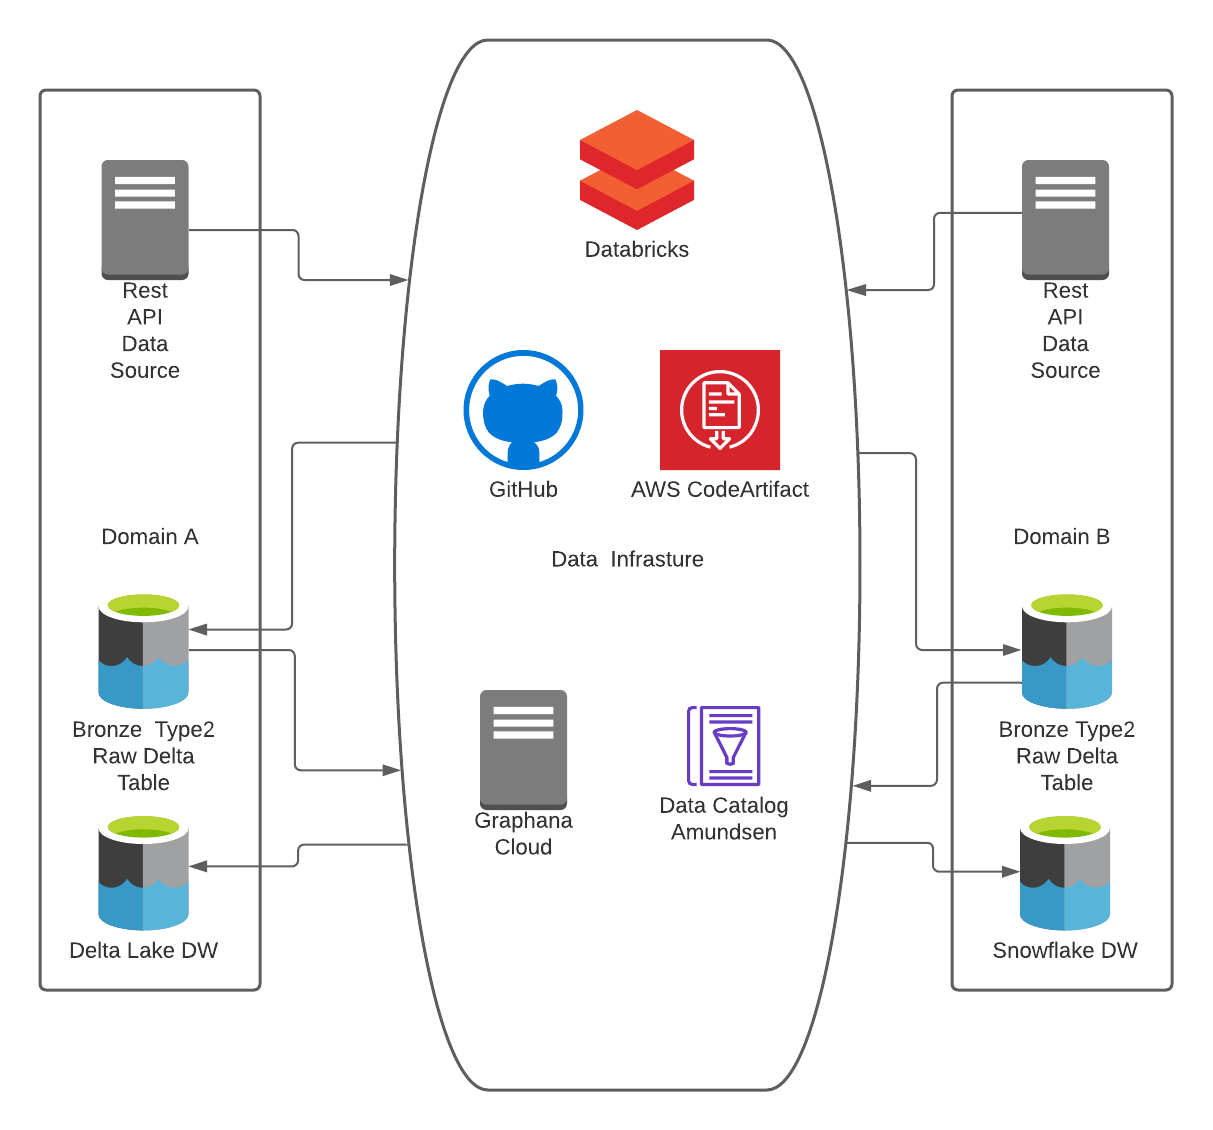 Databricks
Rest
API
Data
Source
Rest
API
Data
Source
GitHub
AWS CodeArtifact
Domain A
Data  Infrasture
Domain B
Bronze  Type2
Raw Delta
Table
Graphana
Cloud
Data Catalog
Amundsen
Bronze Type2
Raw Delta
Table
Delta Lake DW
Snowflake DW